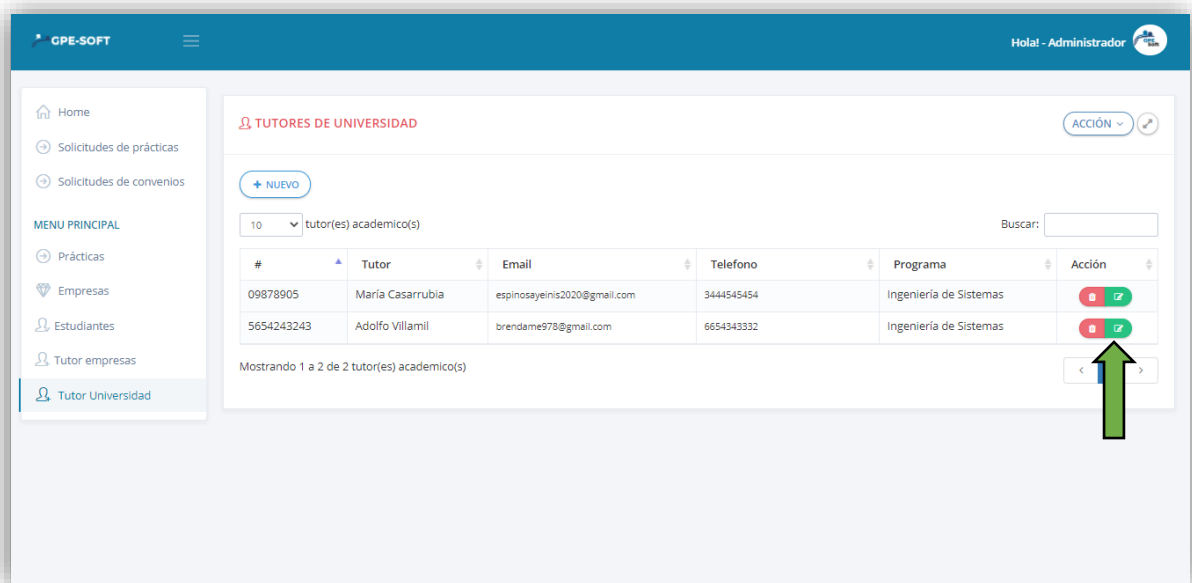 GPE-SOFT
Hola! - Administrador
GPE Soft
Home
Solicitudes de prácticas
Solicitudes de convenios
MENU PRINCIPAL
Prácticas
Empresas
Estudiantes
Tutor empresas
Tutor Universidad
TUTORES DE UNIVERSIDAD
ACCIÓN
+ NUEVO
10 tutor(es) academico(s)
Buscar:
# Tutor Email Telefono Programa Acción
09878905 María Casarrubia espinosayeinis2020@gmail.com 3444545454 Ingeniería de Sistemas
5654243243 Adolfo Villamil brendame978@gmail.com 6654343332 Ingeniería de Sistemas
Mostrando 1 a 2 de 2 tutor(es) academico(s)
< >